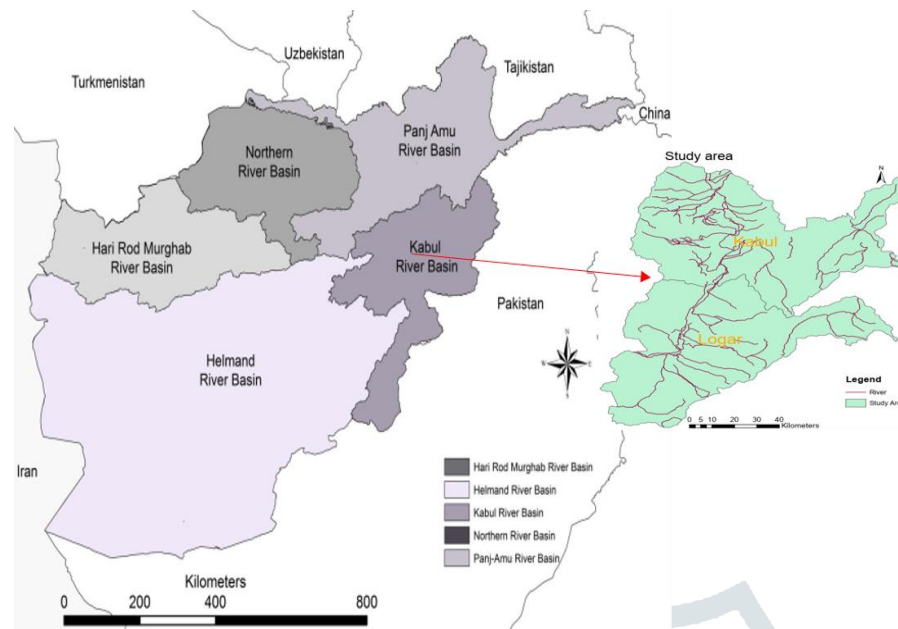 Uzbekistan
Tajikistan
Turkmenistan
China
Panj Amu
River Basin
Northern
River Basin
Hari Rod Murghab
River Basin
Kabul
River Basin
Pakistan
Helmand
River Basin
Iran
N
W
E
S
Hari Rod Murghab River Basin
Helmand River Basin
Kabul River Basin
Northern River Basin
Panj-Amu River Basin
Kilometers
0 200 400 800
Study area
N
Kabul
Logar
Legend
River
Study Are
0 5 10 20 30 40
Kilometers